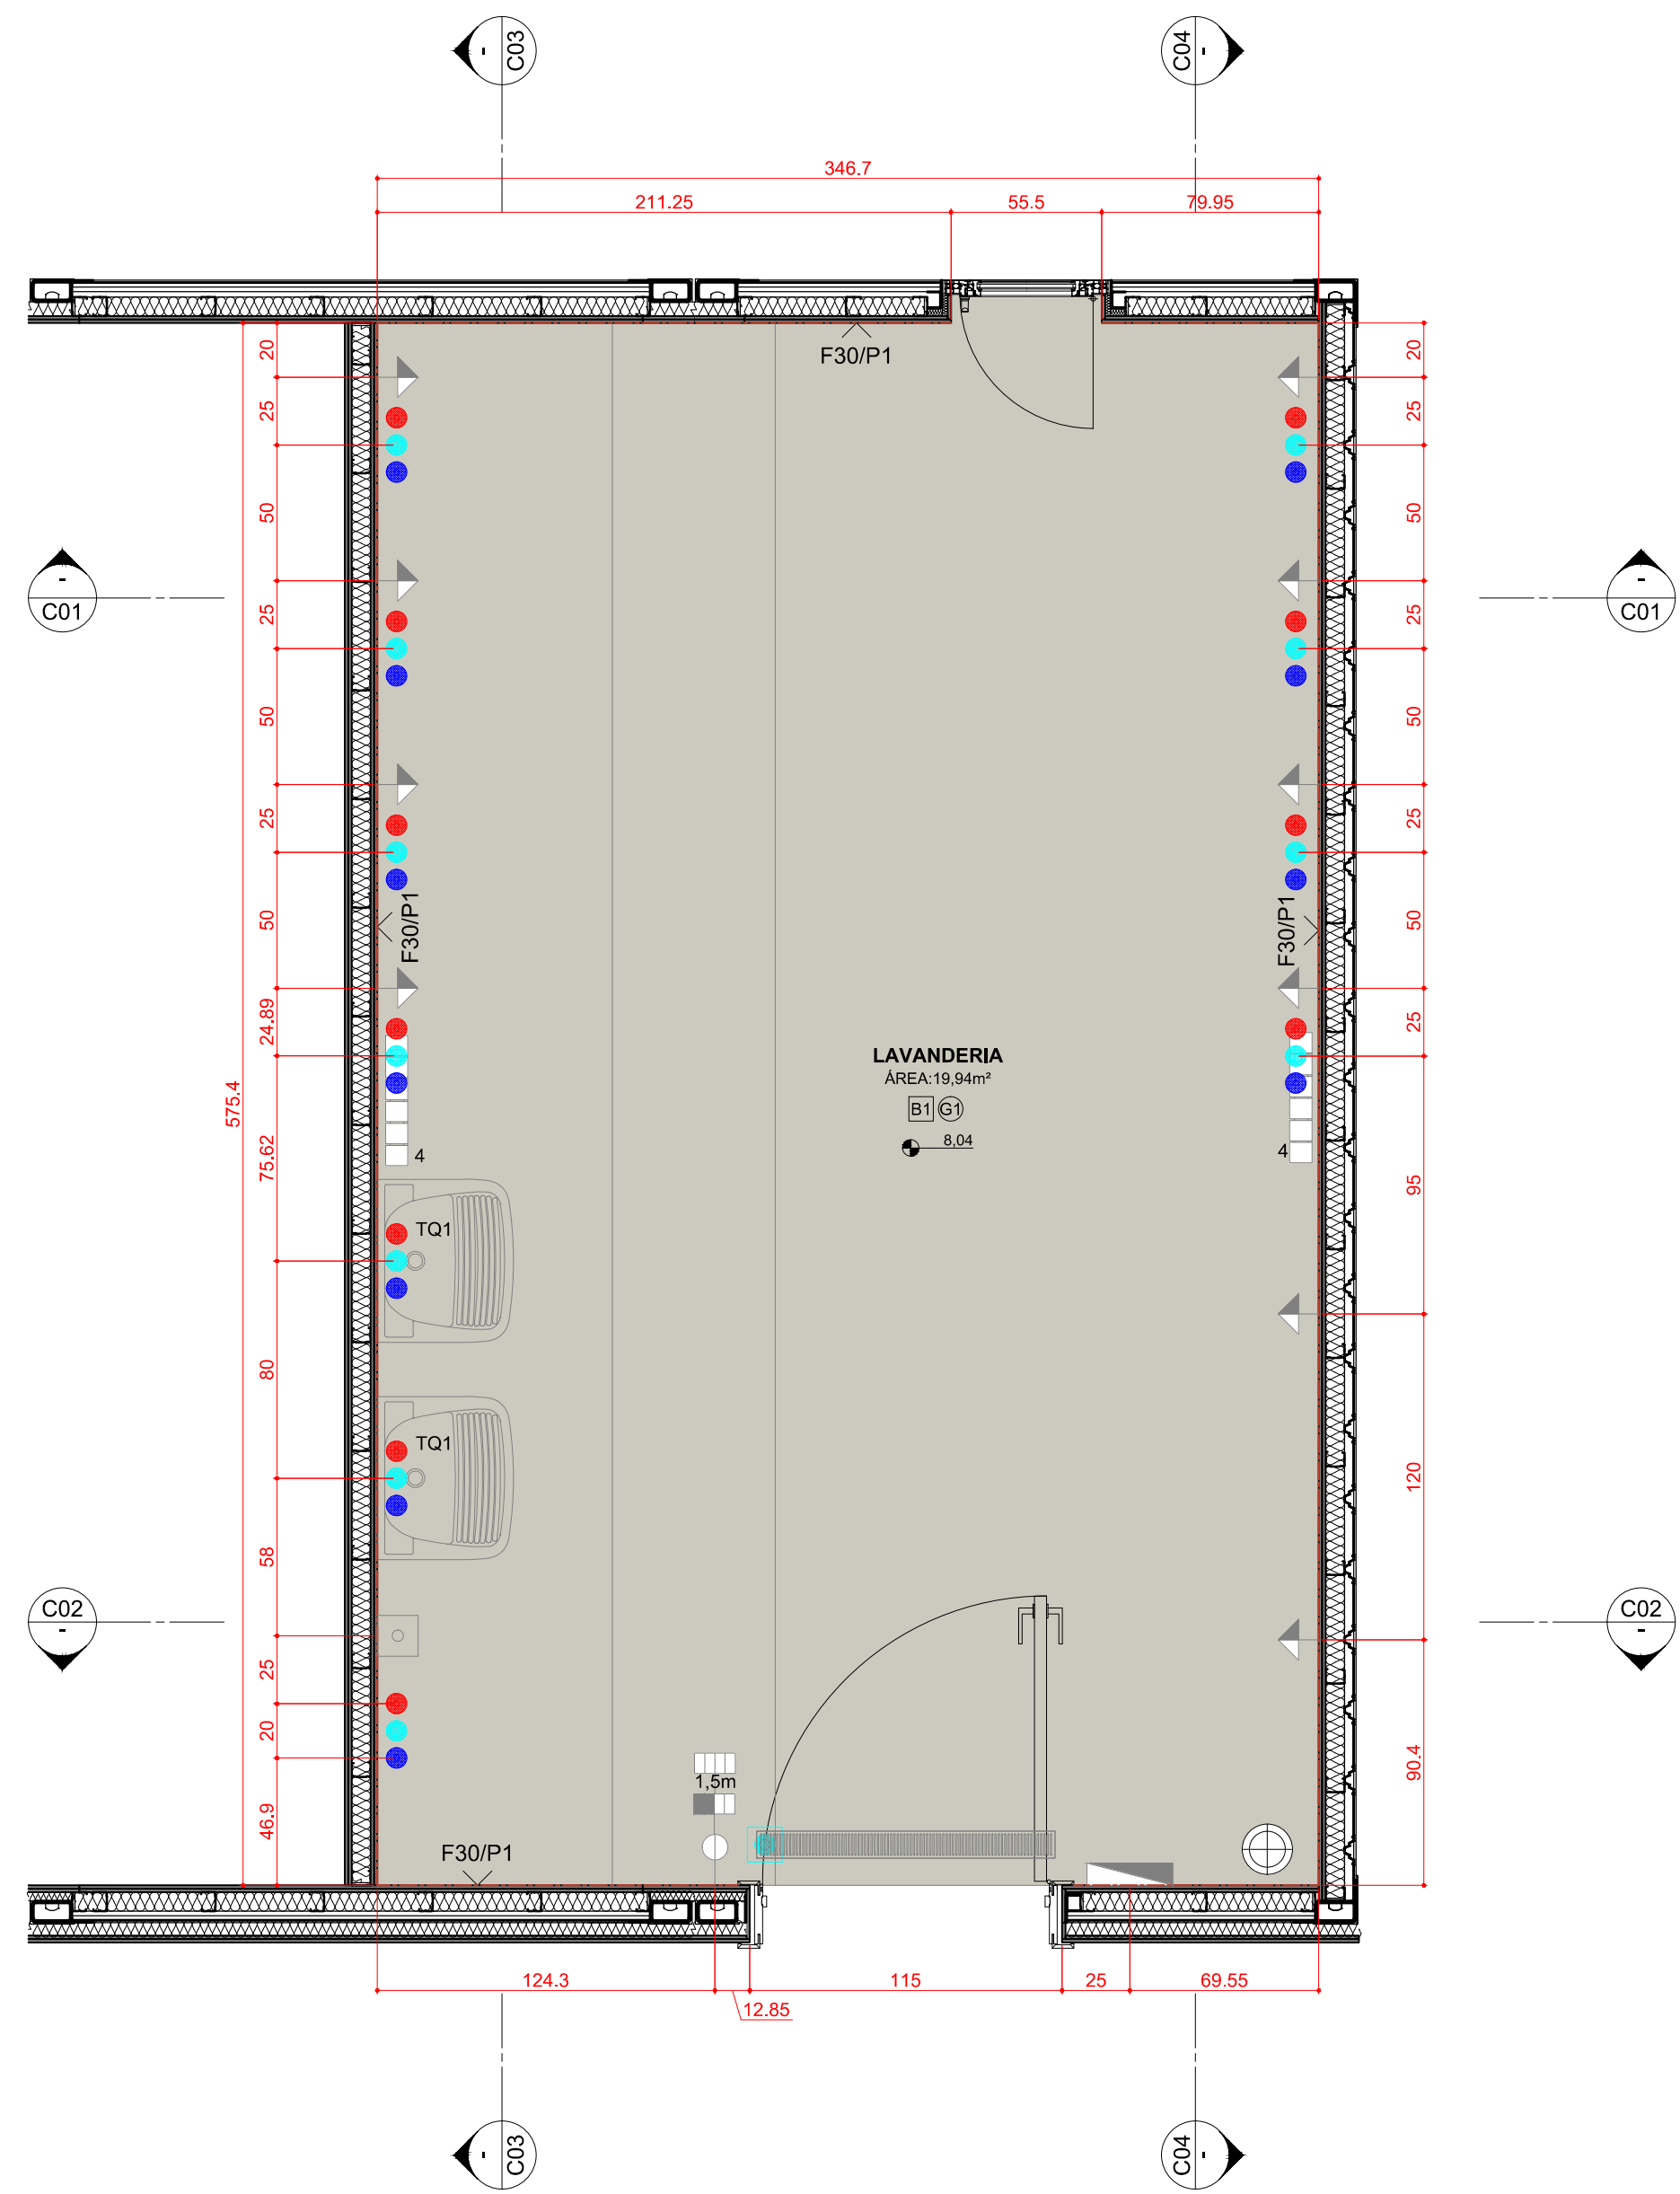 C03
C04
346.7
211.25
55.5
79.95
F30/P1
20
25
50
25
50
25
50
24.89
75.62
80
58
25
20
46.9
575.4
20
25
50
25
50
25
50
25
95
120
90.4
C01
C01
F30/P1
F30/P1
LAVANDERIA
ÁREA:19,94m²
B1 G1
8,04
4
4
TQ1
TQ1
C02
C02
1,5m
F30/P1
124.3
12.85
115
25
69.55
C03
C04